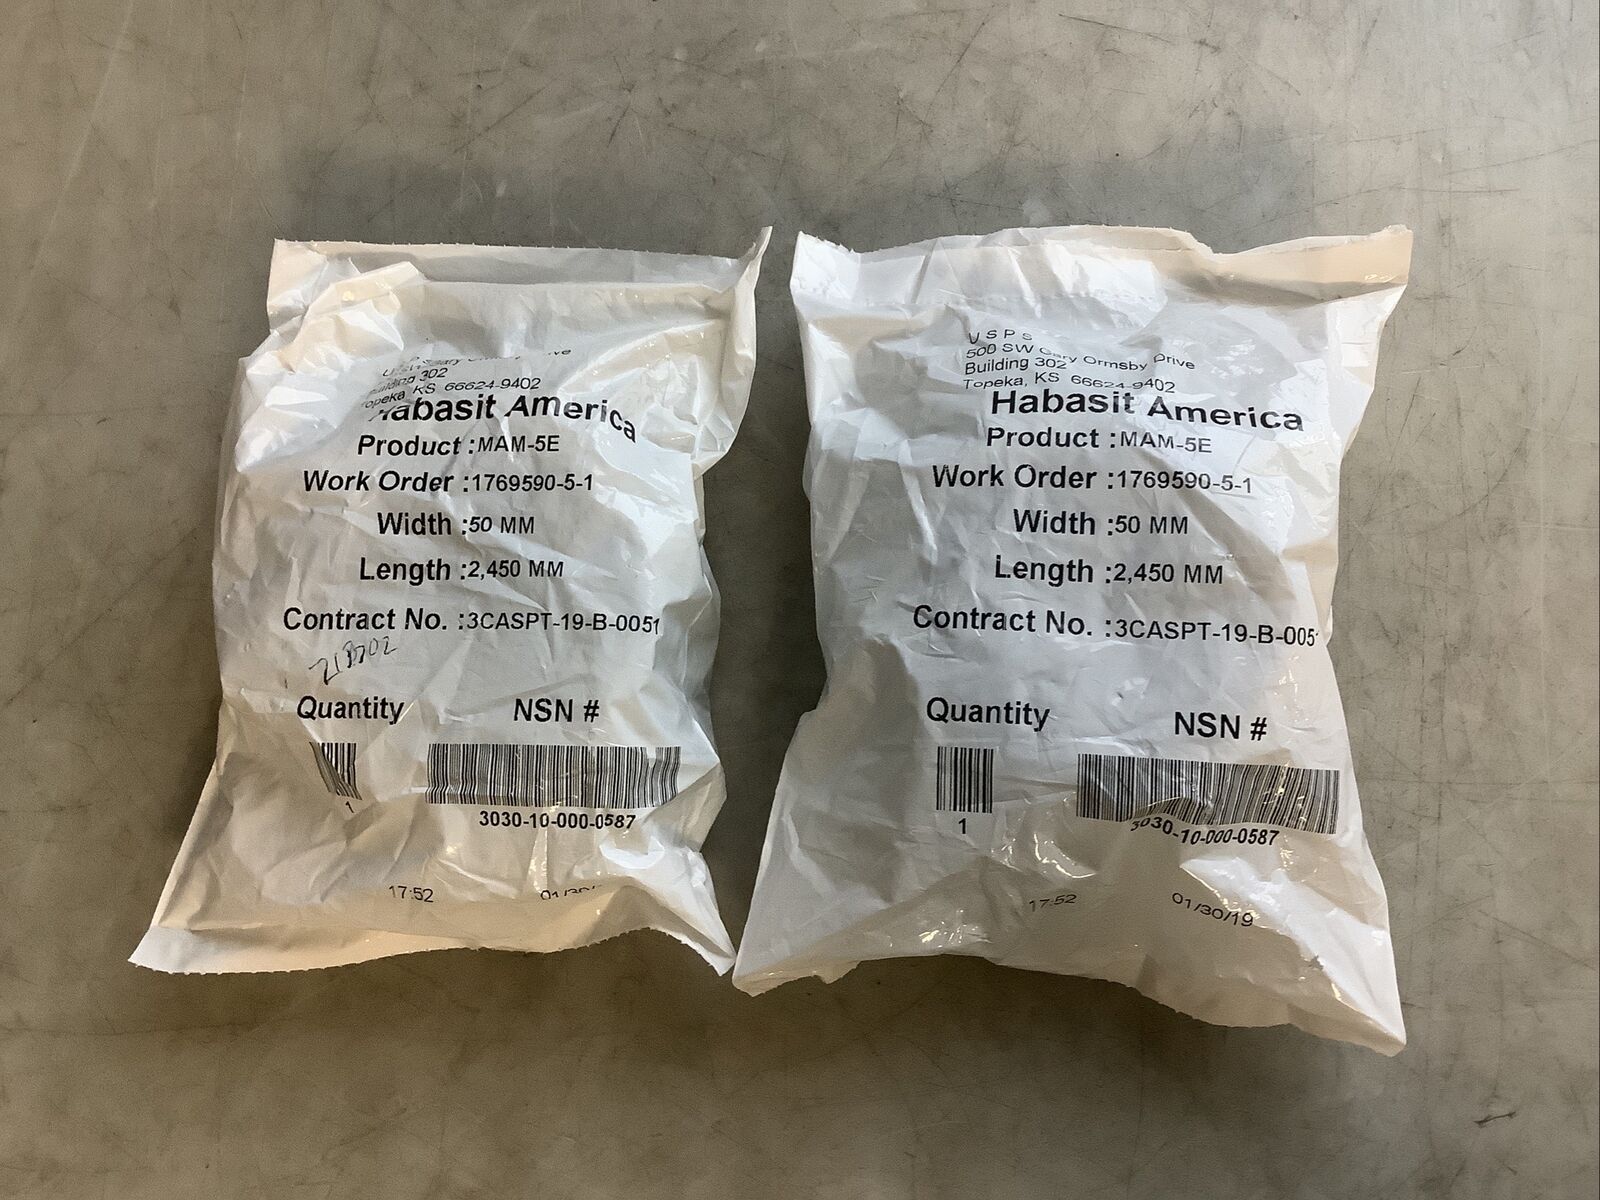 Building 302
Topeka, KS 66624-9402
Habasit America
Product : MAM-5E
Work Order : 1769590-5-1
Width : 50 MM
Length : 2,450 MM
Contract No. : 3CASPT-19-B-0051
Quantity NSN #
1 3030-10-000-0587
17:52
U S P S
500 SW Gary Ormsby Drive
Building 302
Topeka, KS 66624-9402
Habasit America
Product : MAM-5E
Work Order : 1769590-5-1
Width : 50 MM
Length : 2,450 MM
Contract No. : 3CASPT-19-B-005
Quantity NSN #
1 3030-10-000-0587
17:52 01/30/19